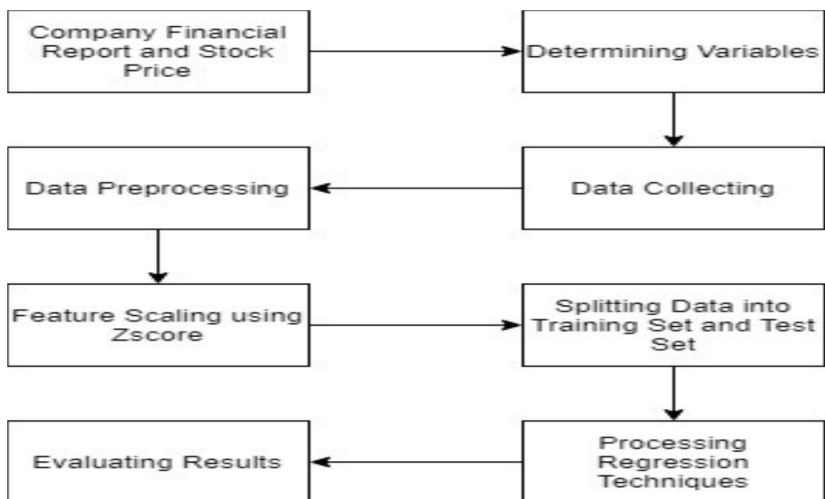 Company Financial
Report and Stock
Price
Determining Variables
Data Collecting
Data Preprocessing
Feature Scaling using
Zscore
Splitting Data into
Training Set and Test
Set
Processing
Regression
Techniques
Evaluating Results